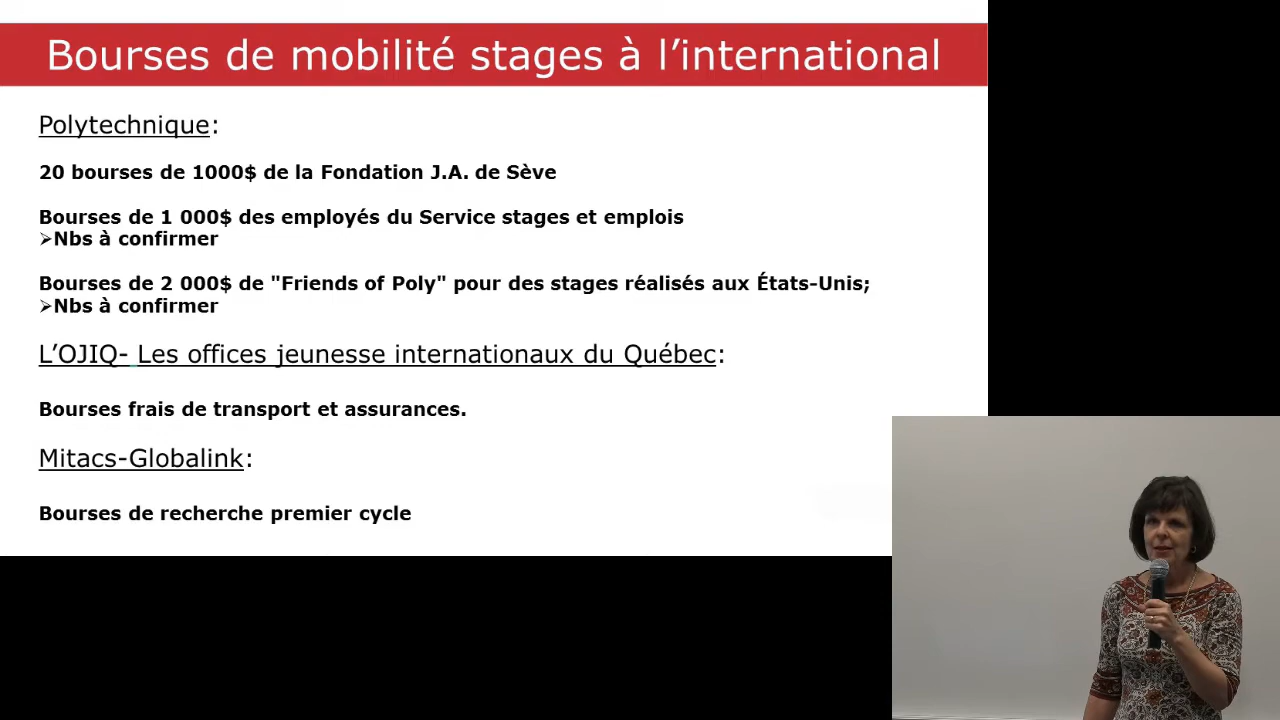 Bourses de mobilité stages à l’international
Polytechnique:
20 bourses de 1000$ de la Fondation J.A. de Sève
Bourses de 1 000$ des employés du Service stages et emplois
➢Nbs à confirmer
Bourses de 2 000$ de "Friends of Poly" pour des stages réalisés aux États-Unis;
➢Nbs à confirmer
L’OJIQ- Les offices jeunesse internationaux du Québec:
Bourses frais de transport et assurances.
Mitacs-Globalink:
Bourses de recherche premier cycle